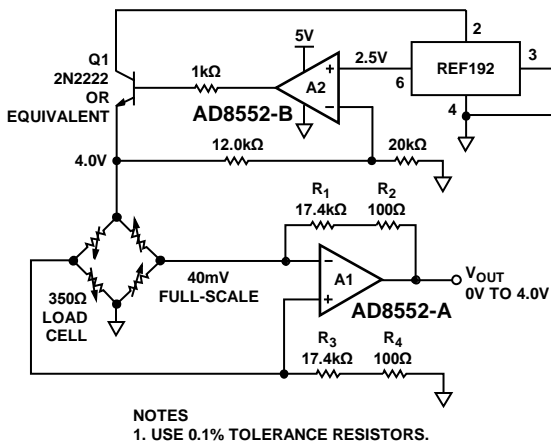 Q1
2N2222
OR
EQUIVALENT
1kΩ
5V
A2
AD8552-B
2.5V
2
6
REF192
3
4
4.0V
12.0kΩ
20kΩ
R1
17.4kΩ
R2
100Ω
40mV
FULL-SCALE
350Ω
LOAD
CELL
A1
AD8552-A
VOUT
0V TO 4.0V
R3
17.4kΩ
R4
100Ω
NOTES
1. USE 0.1% TOLERANCE RESISTORS.